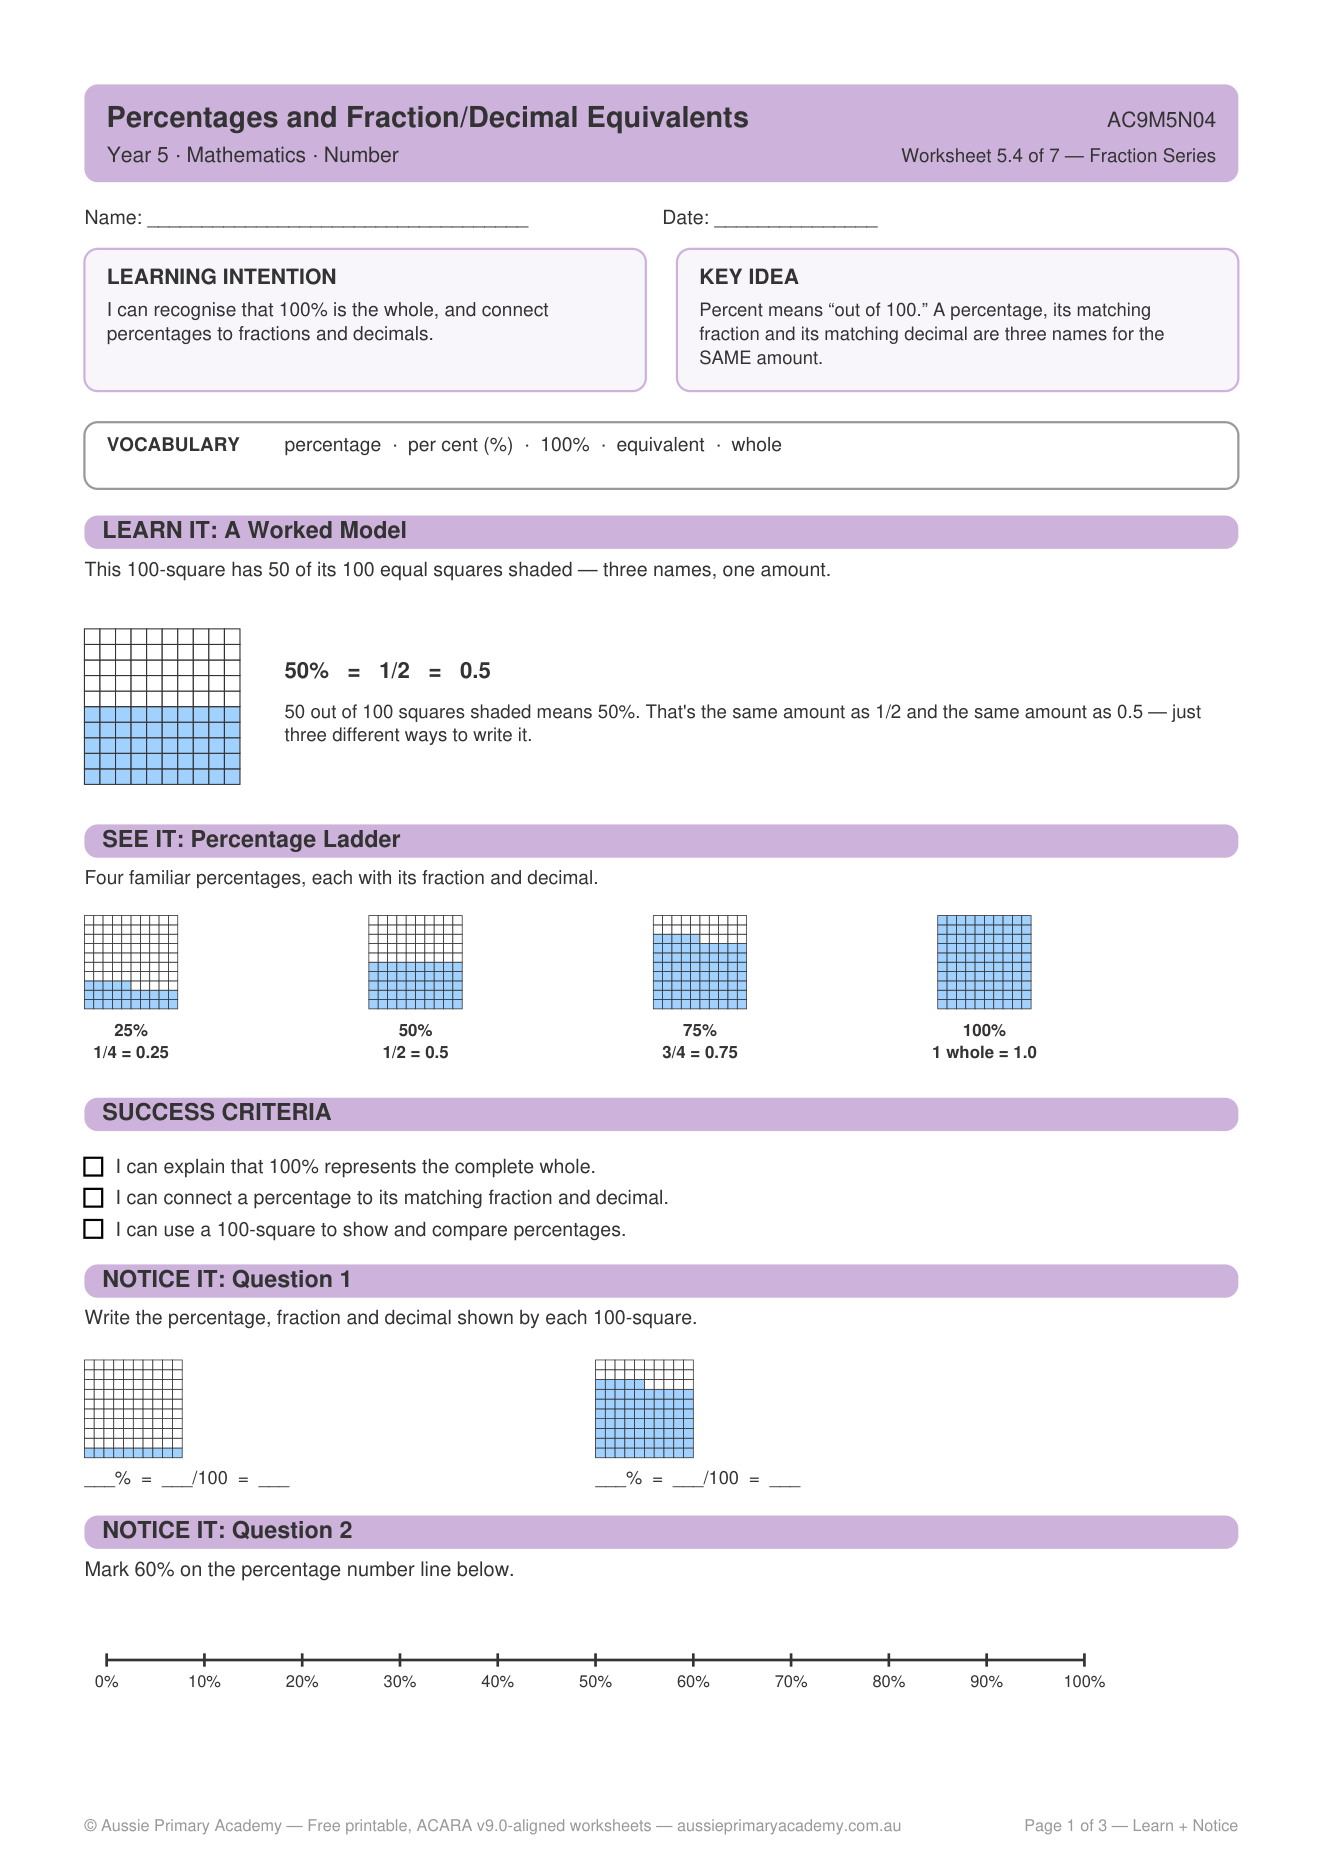 Percentages and Fraction/Decimal Equivalents
AC9M5N04
Year 5 · Mathematics · Number
Worksheet 5.4 of 7 — Fraction Series
Name: ___________________________________
Date: _______________
LEARNING INTENTION
I can recognise that 100% is the whole, and connect
percentages to fractions and decimals.
KEY IDEA
Percent means “out of 100.” A percentage, its matching
fraction and its matching decimal are three names for the
SAME amount.
VOCABULARY percentage · per cent (%) · 100% · equivalent · whole
LEARN IT: A Worked Model
This 100-square has 50 of its 100 equal squares shaded — three names, one amount.
50% = 1/2 = 0.5
50 out of 100 squares shaded means 50%. That's the same amount as 1/2 and the same amount as 0.5 — just
three different ways to write it.
SEE IT: Percentage Ladder
Four familiar percentages, each with its fraction and decimal.
25%
1/4 = 0.25
50%
1/2 = 0.5
75%
3/4 = 0.75
100%
1 whole = 1.0
SUCCESS CRITERIA
I can explain that 100% represents the complete whole.
I can connect a percentage to its matching fraction and decimal.
I can use a 100-square to show and compare percentages.
NOTICE IT: Question 1
Write the percentage, fraction and decimal shown by each 100-square.
___% = ___/100 = ___
___% = ___/100 = ___
NOTICE IT: Question 2
Mark 60% on the percentage number line below.
0% 10% 20% 30% 40% 50% 60% 70% 80% 90% 100%
© Aussie Primary Academy — Free printable, ACARA v9.0-aligned worksheets — aussieprimaryacademy.com.au
Page 1 of 3 — Learn + Notice